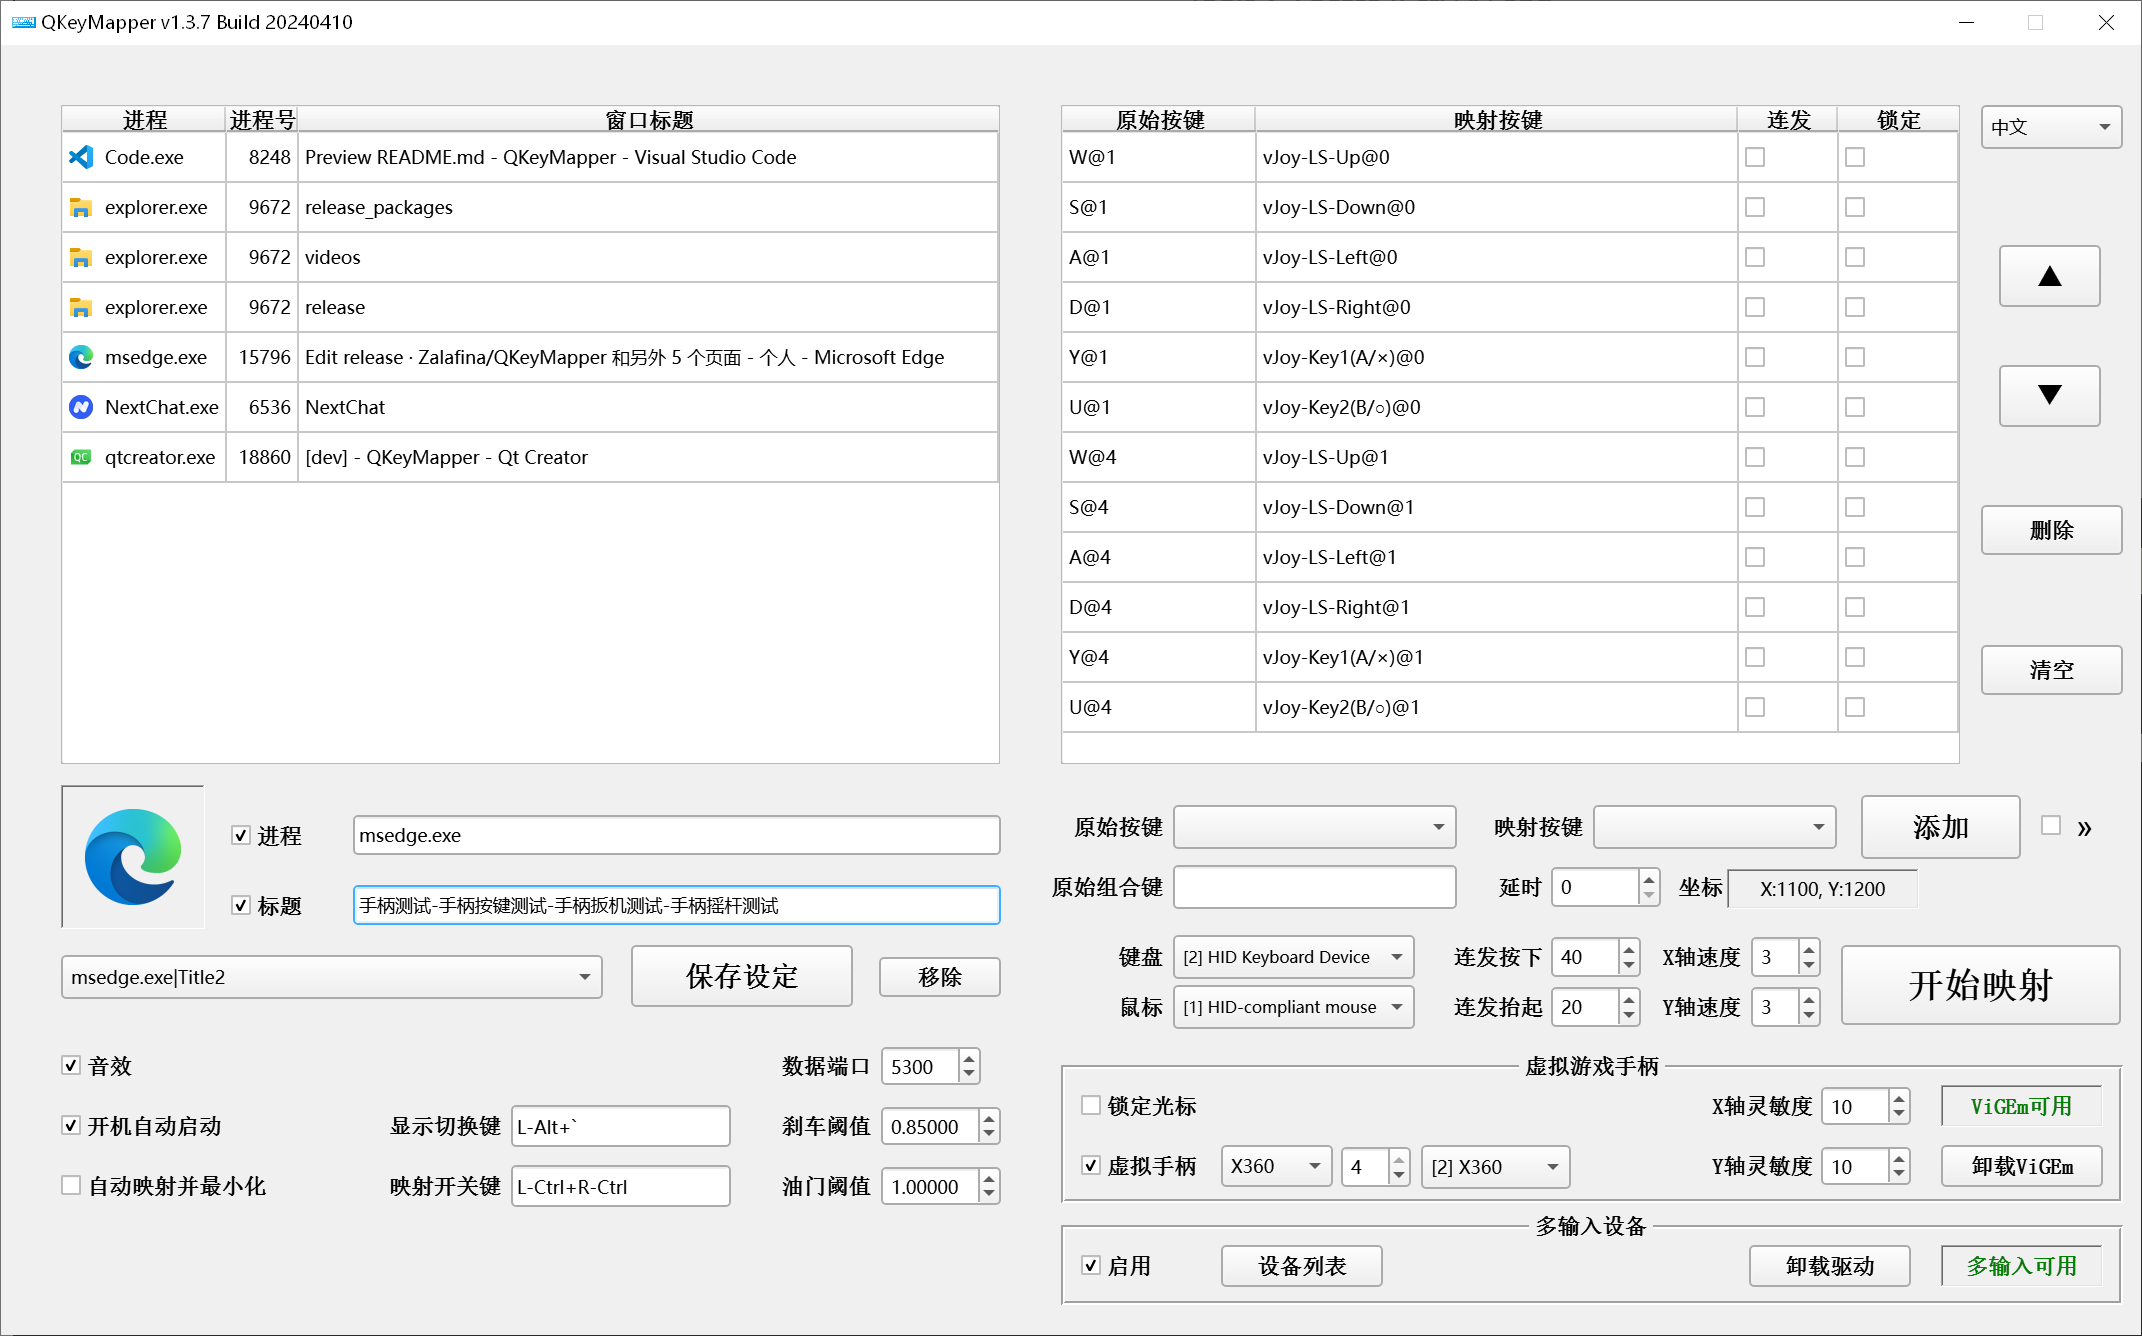 QKeyMapper v1.3.7 Build 20240410
进程 进程号 窗口标题
Code.exe 8248 Preview README.md - QKeyMapper - Visual Studio Code
explorer.exe 9672 release_packages
explorer.exe 9672 videos
explorer.exe 9672 release
msedge.exe 15796 Edit release · Zalafina/QKeyMapper 和另外 5 个页面 - 个人 - Microsoft Edge
NextChat.exe 6536 NextChat
qtcreator.exe 18860 [dev] - QKeyMapper - Qt Creator
原始按键 映射按键 连发 锁定
W@1 vJoy-LS-Up@0
S@1 vJoy-LS-Down@0
A@1 vJoy-LS-Left@0
D@1 vJoy-LS-Right@0
Y@1 vJoy-Key1(A/×)@0
U@1 vJoy-Key2(B/○)@0
W@4 vJoy-LS-Up@1
S@4 vJoy-LS-Down@1
A@4 vJoy-LS-Left@1
D@4 vJoy-LS-Right@1
Y@4 vJoy-Key1(A/×)@1
U@4 vJoy-Key2(B/○)@1
中文
▲
▼
删除
清空
进程 msedge.exe
标题 手柄测试-手柄按键测试-手柄扳机测试-手柄摇杆测试
msedge.exe|Title2 保存设定 移除
音效 数据端口 5300
开机自动启动 显示切换键 L-Alt+` 刹车阈值 0.85000
自动映射并最小化 映射开关键 L-Ctrl+R-Ctrl 油门阈值 1.00000
原始按键 映射按键 添加 »
原始组合键 延时 0 坐标 X:1100, Y:1200
键盘 [2] HID Keyboard Device 连发按下 40 X轴速度 3
鼠标 [1] HID-compliant mouse 连发抬起 20 Y轴速度 3
开始映射
虚拟游戏手柄
锁定光标 X轴灵敏度 10 ViGEm可用
虚拟手柄 X360 4 [2] X360 Y轴灵敏度 10 卸载ViGEm
多输入设备
启用 设备列表 卸载驱动 多输入可用